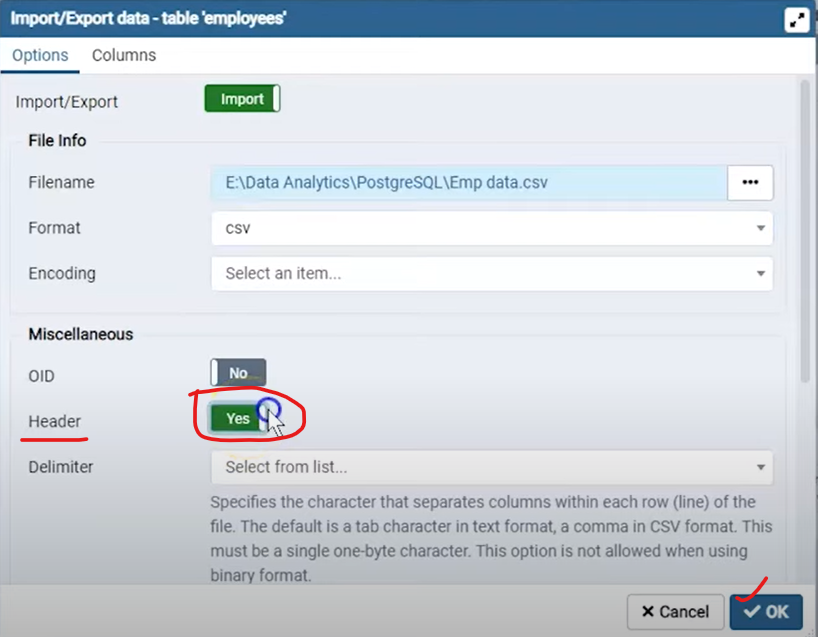 Import/Export data - table 'employees'
Options Columns
Import/Export Import
File Info
Filename E:\Data Analytics\PostgreSQL\Emp data.csv
Format csv
Encoding Select an item...
Miscellaneous
OID No
Header Yes
Delimiter Select from list...
Specifies the character that separates columns within each row (line) of the
file. The default is a tab character in text format, a comma in CSV format. This
must be a single one-byte character. This option is not allowed when using
binary format.
Cancel OK